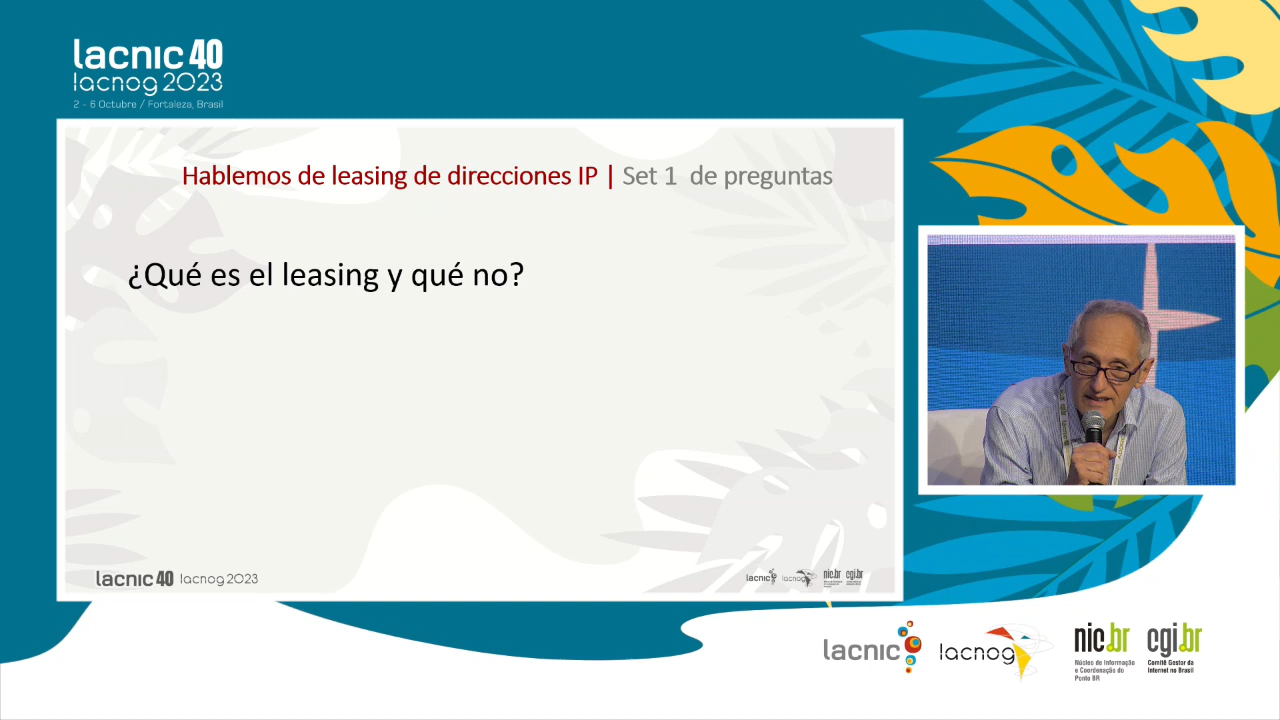 lacnic 40
lacnog 2023
2 - 6 Octubre / Fortaleza, Brasil
Hablemos de leasing de direcciones IP | Set 1 de preguntas
¿Qué es el leasing y qué no?
lacnic 40 lacnog 2023
lacnic lacnog nic.br cgi.br
lacnic lacnog nic.br cgi.br
Núcleo de Informação
e Coordenação do
Ponto BR
Comitê Gestor da
Internet no Brasil